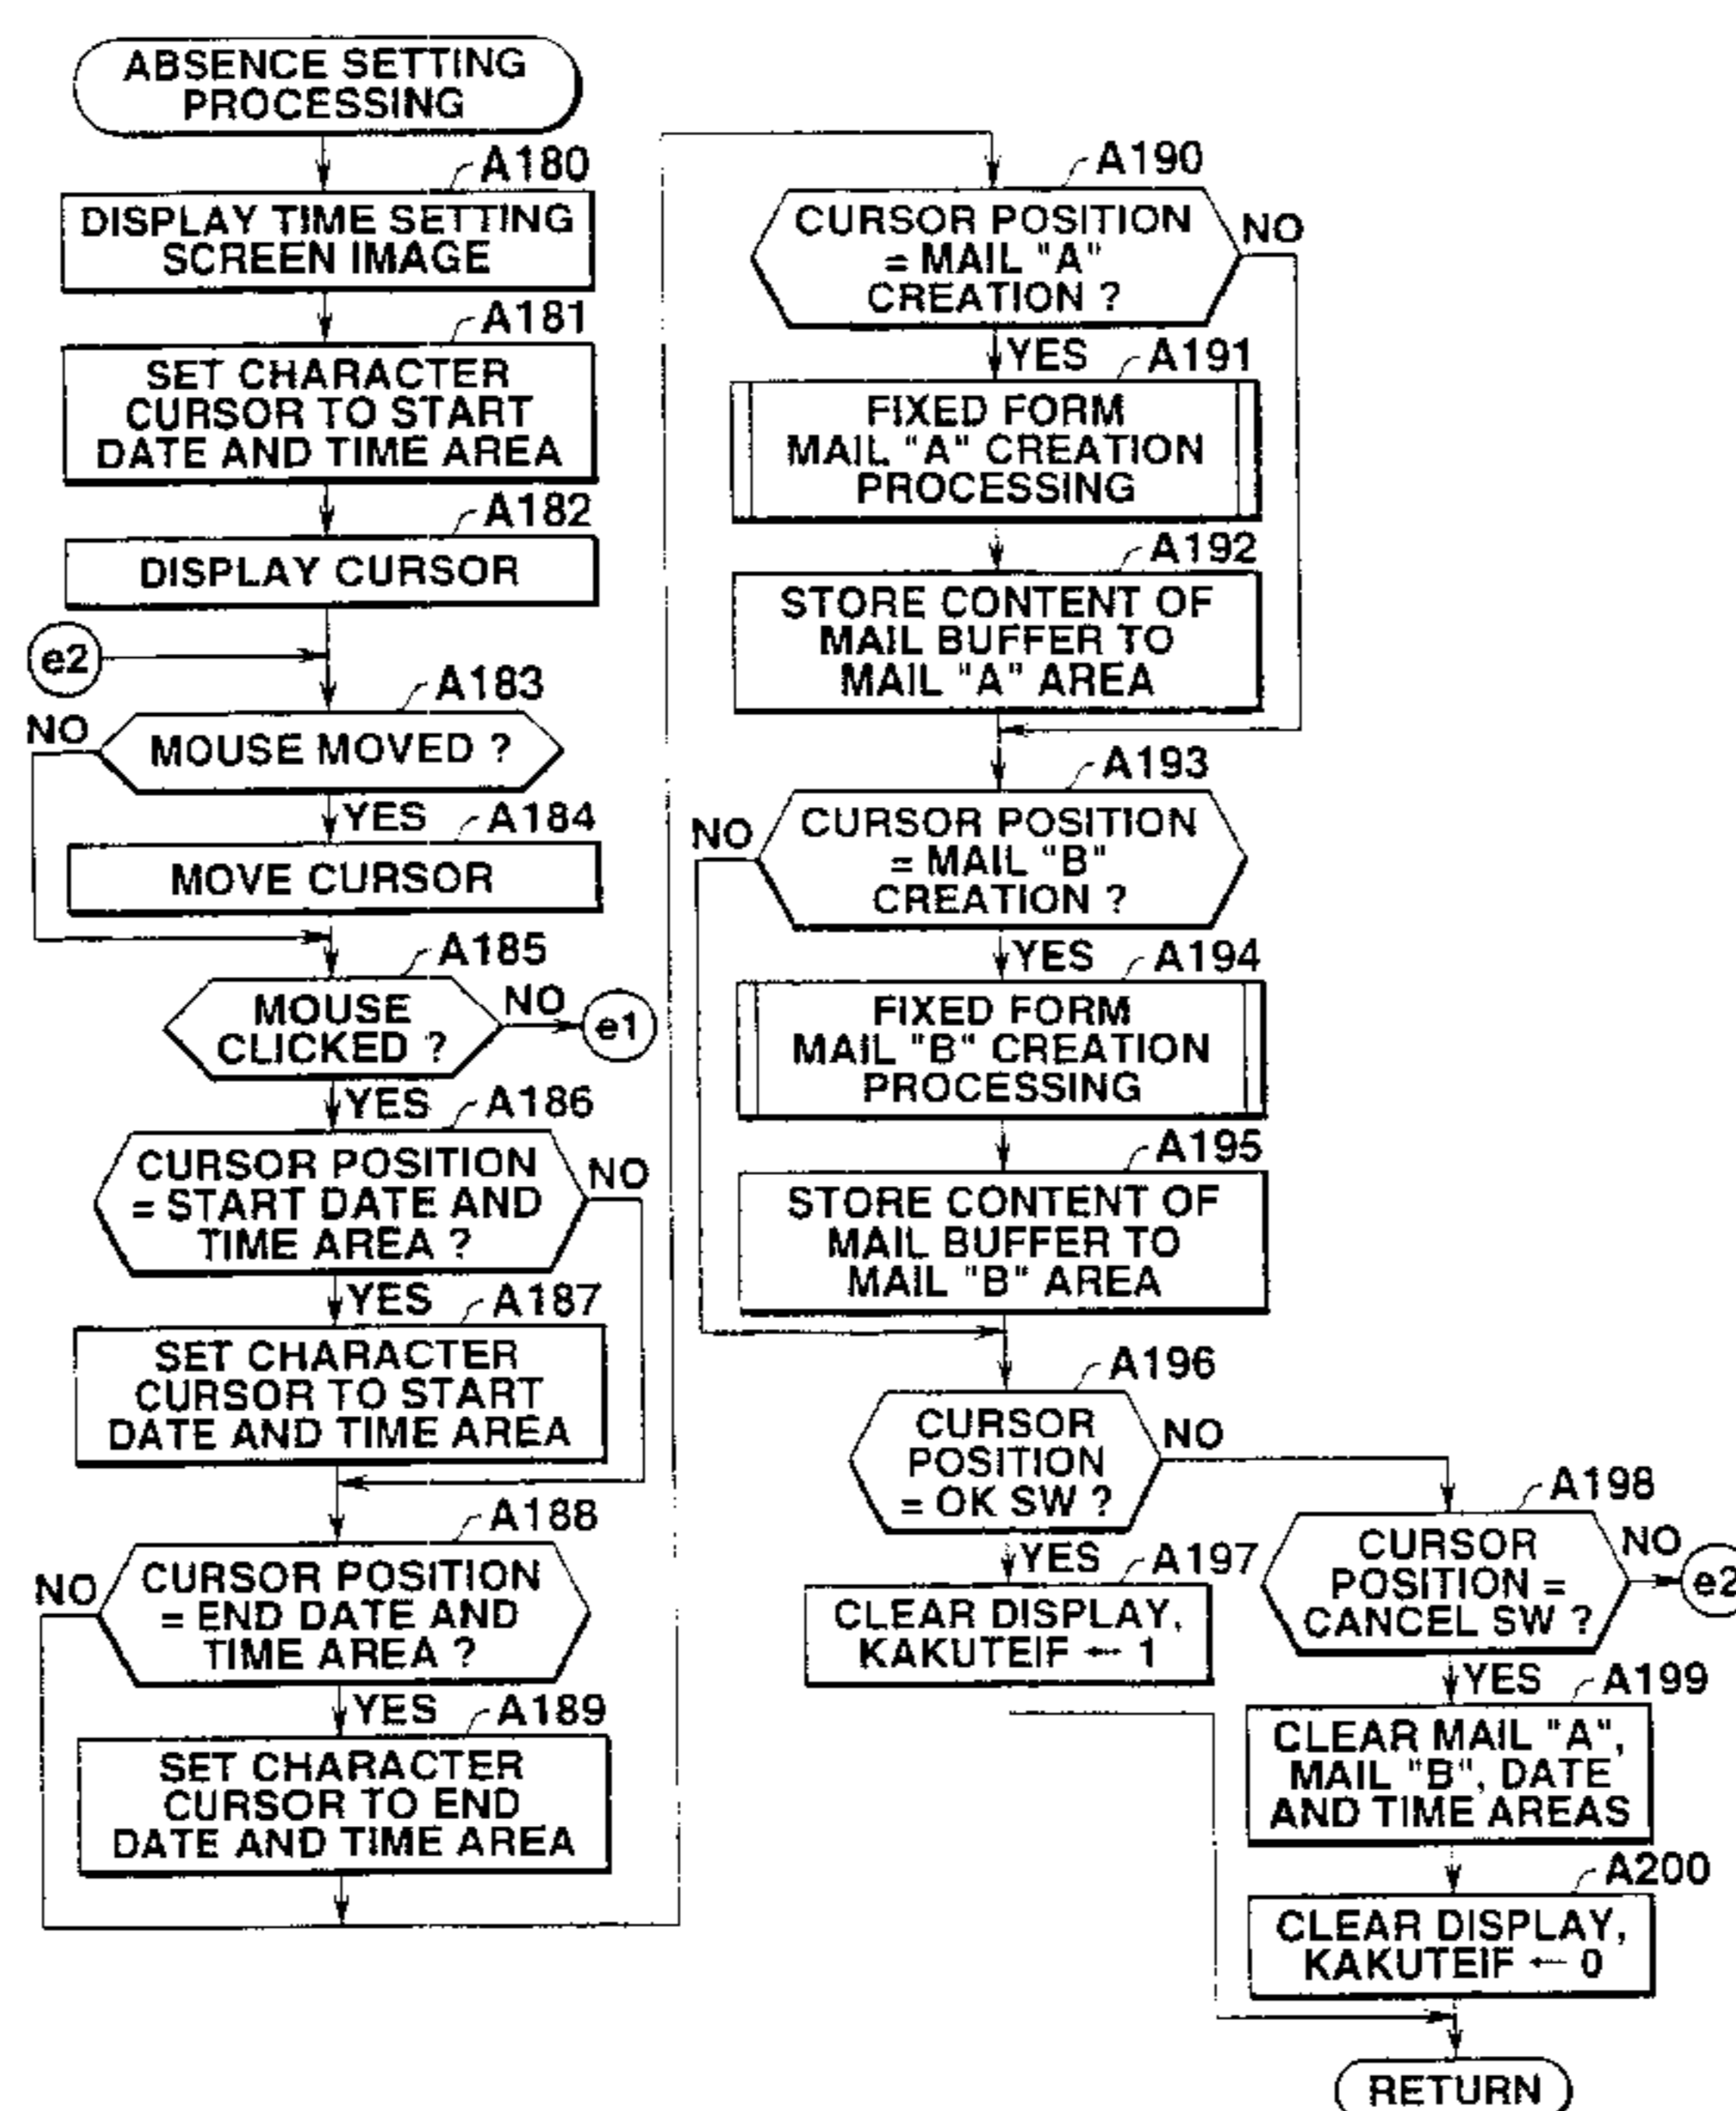 ABSENCE SETTING
PROCESSING
A180
DISPLAY TIME SETTING
SCREEN IMAGE
A181
SET CHARACTER
CURSOR TO START
DATE AND TIME AREA
A182
DISPLAY CURSOR
e2
A183
NO
MOUSE MOVED ?
YES
A184
MOVE CURSOR
A185
MOUSE
CLICKED ?
NO
e1
YES
A186
CURSOR POSITION
= START DATE AND
TIME AREA ?
NO
YES
A187
SET CHARACTER
CURSOR TO START
DATE AND TIME AREA
A188
NO
CURSOR POSITION
= END DATE AND
TIME AREA ?
YES
A189
SET CHARACTER
CURSOR TO END
DATE AND TIME AREA
A190
CURSOR POSITION
= MAIL "A"
CREATION ?
NO
YES
A191
FIXED FORM
MAIL "A" CREATION
PROCESSING
A192
STORE CONTENT OF
MAIL BUFFER TO
MAIL "A" AREA
A193
NO
CURSOR POSITION
= MAIL "B"
CREATION ?
YES
A194
FIXED FORM
MAIL "B" CREATION
PROCESSING
A195
STORE CONTENT OF
MAIL BUFFER TO
MAIL "B" AREA
A196
CURSOR
POSITION
= OK SW ?
NO
YES
A197
CLEAR DISPLAY,
KAKUTEIF ← 1
A198
CURSOR
POSITION =
CANCEL SW ?
NO
e2
YES
A199
CLEAR MAIL "A",
MAIL "B", DATE
AND TIME AREAS
A200
CLEAR DISPLAY,
KAKUTEIF ← 0
RETURN